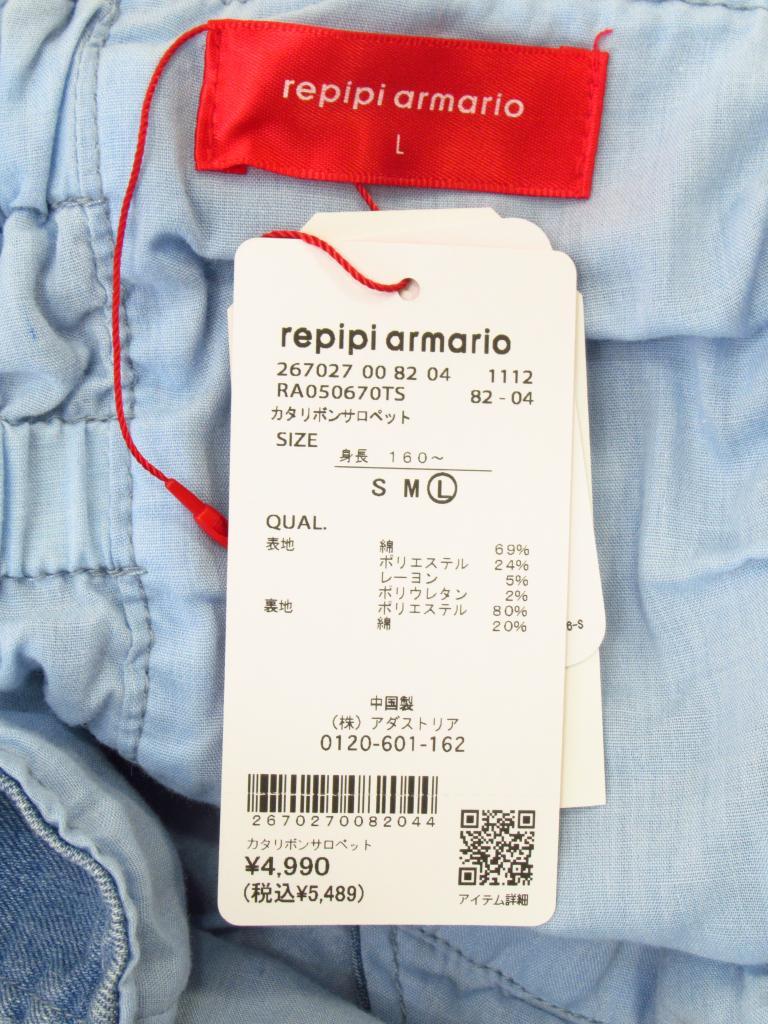 repipi armario
L
repipi armario
267027 00 82 04 1112
RA050670TS 82-04
カタリボンサロペット
SIZE
身長 160～
S M Ⓛ
QUAL.
表地 綿 69%
ポリエステル 24%
レーヨン 5%
ポリウレタン 2%
裏地 ポリエステル 80%
綿 20%
6-S
中国製
（株）アダストリア
0120-601-162
2670270082044
カタリボンサロペット
¥4,990
(税込¥5,489)
アイテム詳細